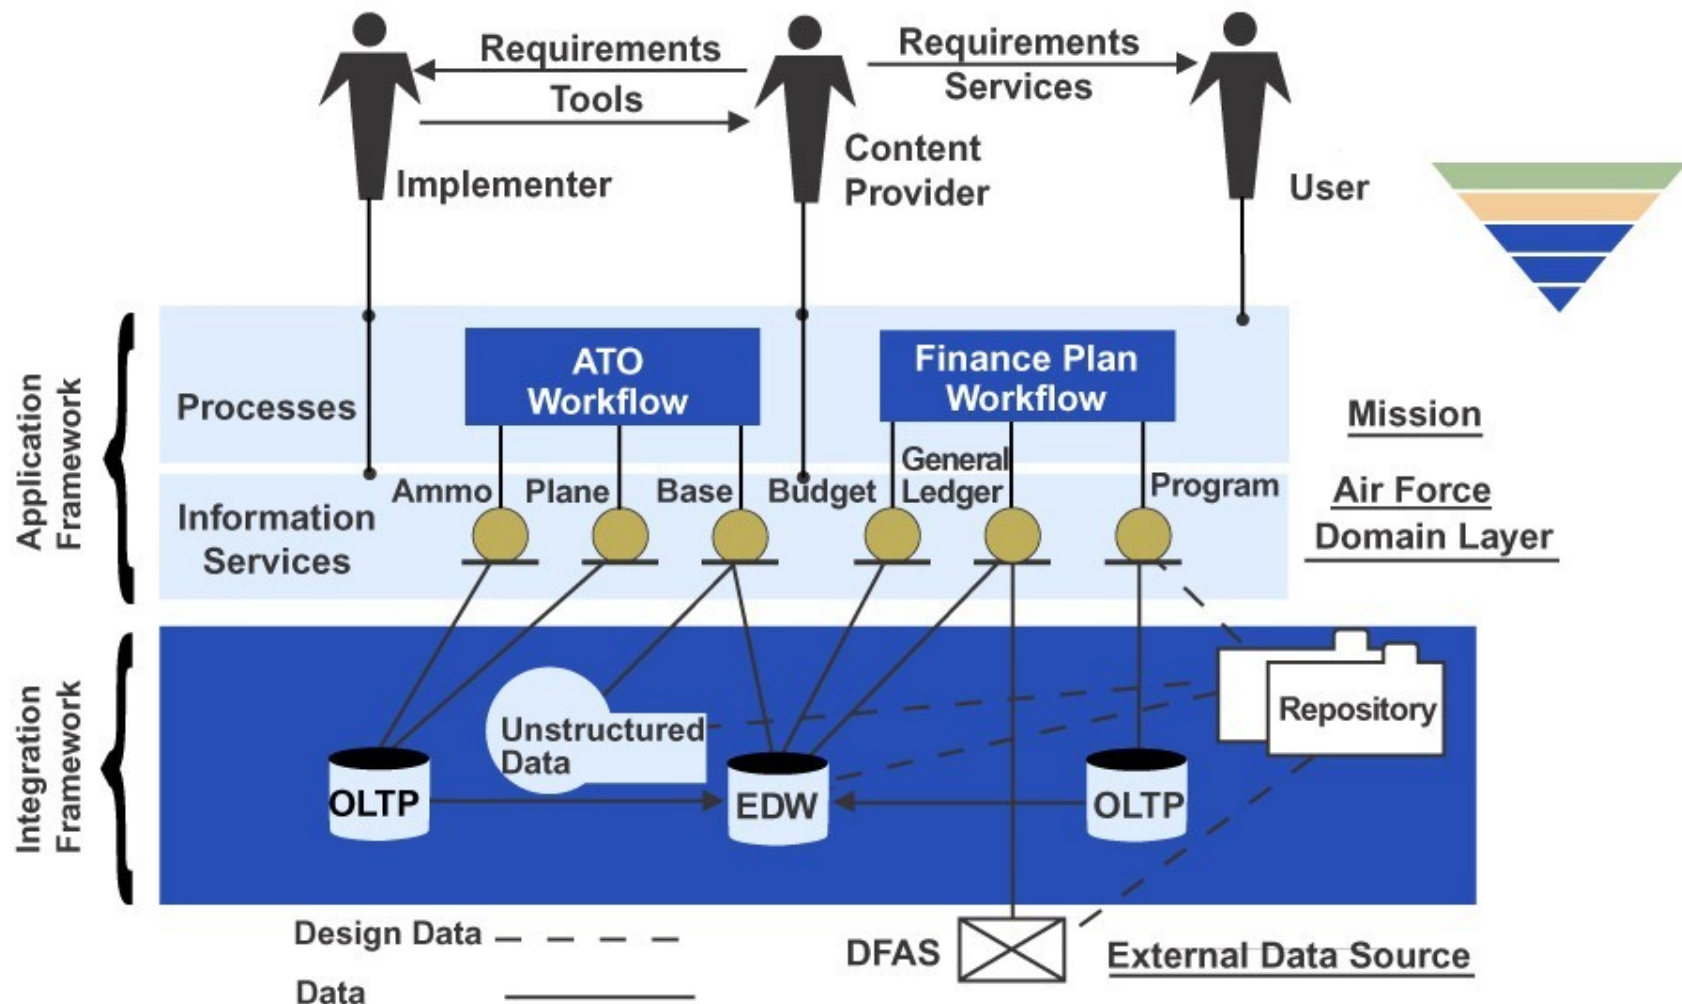 Requirements
Tools
Requirements
Services
Implementer
Content
Provider
User
Application
Framework
Processes
ATO
Workflow
Finance Plan
Workflow
Mission
Information
Services
Ammo
Plane
Base
Budget
General
Ledger
Program
Air Force
Domain Layer
Integration
Framework
Unstructured
Data
Repository
OLTP
EDW
OLTP
Design Data
DFAS
External Data Source
Data